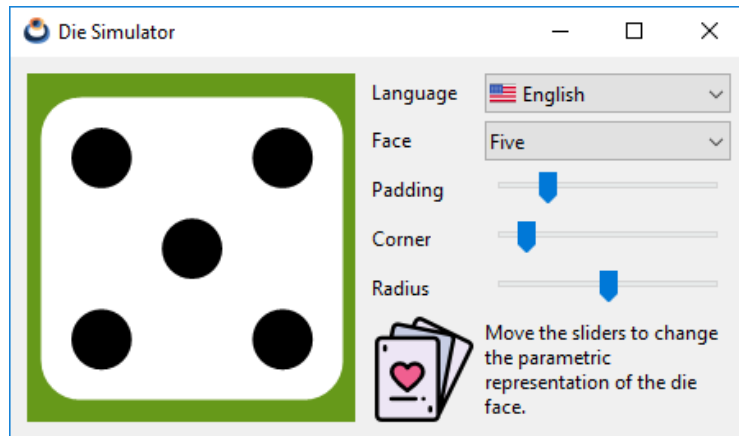 Die Simulator
Language
English
Face
Five
Padding
Corner
Radius
Move the sliders to change
the parametric
representation of the die
face.